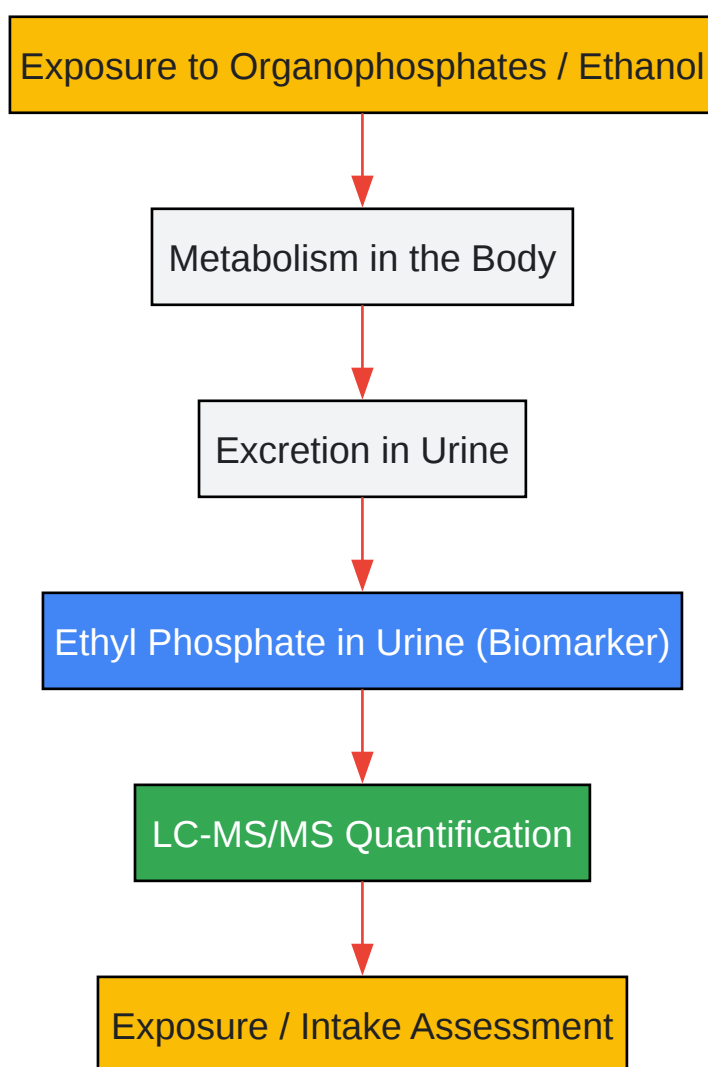 Exposure to Organophosphates / Ethanol
Metabolism in the Body
Excretion in Urine
Ethyl Phosphate in Urine (Biomarker)
LC-MS/MS Quantification
Exposure / Intake Assessment